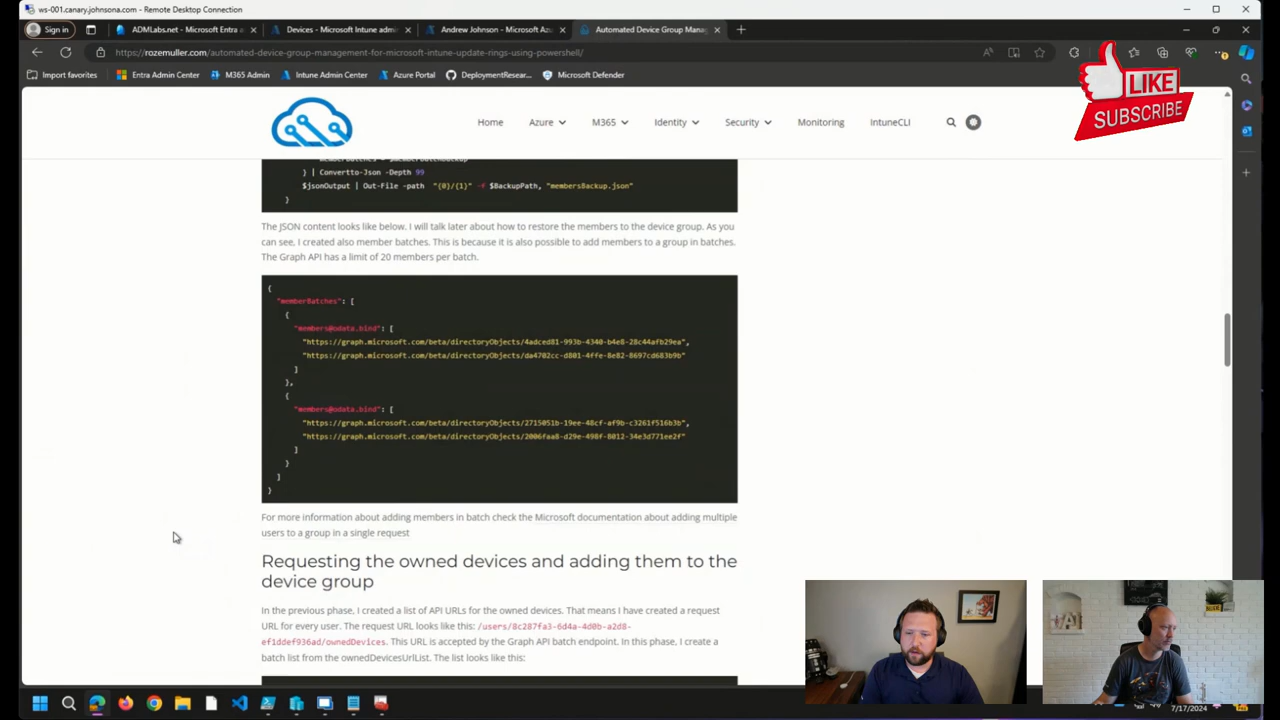 ws-001.canary.johnsona.com - Remote Desktop Connection
Sign in
ADMLabs.net - Microsoft Entra a
Devices - Microsoft Intune admi
Andrew Johnson - Microsoft Az
Automated Device Group Mana
https://rozemuller.com/automated-device-group-management-for-microsoft-intune-update-rings-using-powershell/
Import favorites
Entra Admin Center
M365 Admin
Intune Admin Center
Azure Portal
DeploymentResear...
Microsoft Defender
LIKE
SUBSCRIBE
Home
Azure
M365
Identity
Security
Monitoring
IntuneCLI
memberBatches = $memberBatchBackup
} | Convertto-Json -Depth 99
$jsonOutput | Out-File -path "{0}/{1}" -f $BackupPath, "membersBackup.json"
}
The JSON content looks like below. I will talk later about how to restore the members to the device group. As you
can see, I created also member batches. This is because it is also possible to add members to a group in batches.
The Graph API has a limit of 20 members per batch.
{
"memberBatches": [
{
"members@odata.bind": [
"https://graph.microsoft.com/beta/directoryObjects/4adced81-993b-4340-b4e8-28c44afb29ea",
"https://graph.microsoft.com/beta/directoryObjects/da4702cc-d801-4ffe-8e82-8697cd683b9b"
]
},
{
"members@odata.bind": [
"https://graph.microsoft.com/beta/directoryObjects/2715051b-19ee-48cf-af9b-c3261f516b3b",
"https://graph.microsoft.com/beta/directoryObjects/2006faa8-d29e-498f-8012-34e3d771ee2f"
]
}
]
}
For more information about adding members in batch check the Microsoft documentation about adding multiple
users to a group in a single request
Requesting the owned devices and adding them to the
device group
In the previous phase, I created a list of API URLs for the owned devices. That means I have created a request
URL for every user. The request URL looks like this: /users/8c287fa3-6d4a-4d0b-a2d8-
ef1ddef936ad/ownedDevices. This URL is accepted by the Graph API batch endpoint. In this phase, I create a
batch list from the ownedDevicesUrlList. The list looks like this:
7/17/2024